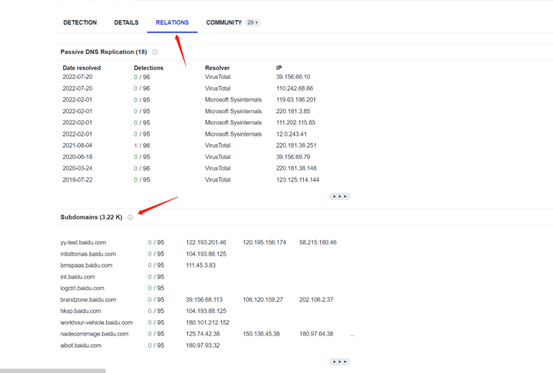 DETECTION DETAILS RELATIONS COMMUNITY 29+
Passive DNS Replication (18)
Date resolved Detections Resolver IP
2022-07-20 0 / 96 VirusTotal 39.156.66.10
2022-07-20 0 / 96 VirusTotal 110.242.68.66
2022-02-01 0 / 95 Microsoft Sysinternals 119.63.196.201
2022-02-01 0 / 95 Microsoft Sysinternals 220.181.3.85
2022-02-01 0 / 95 Microsoft Sysinternals 111.202.115.85
2022-02-01 0 / 95 Microsoft Sysinternals 12.0.243.41
2021-08-04 1 / 96 VirusTotal 220.181.38.251
2020-06-18 0 / 95 VirusTotal 39.156.69.79
2020-03-24 0 / 96 VirusTotal 220.181.38.148
2019-07-22 0 / 95 VirusTotal 123.125.114.144
Subdomains (3.22 K)
yy-test.baidu.com 0 / 95 122.193.201.46 120.195.156.174 58.215.180.46
mbdtomas.baidu.com 0 / 95 104.193.88.125
bmspaas.baidu.com 0 / 95 111.45.3.83
int.baidu.com 0 / 95
logctrl.baidu.com 0 / 95
brandzone.baidu.com 0 / 95 39.156.68.113 106.120.159.27 202.106.2.37
hksp.baidu.com 0 / 95 104.193.88.125
workhour-vehicle.baidu.com 0 / 95 180.101.212.152
nadecomimage.baidu.com 0 / 95 125.74.42.38 150.138.45.38 180.97.64.38 ...
aibot.baidu.com 0 / 95 180.97.93.32